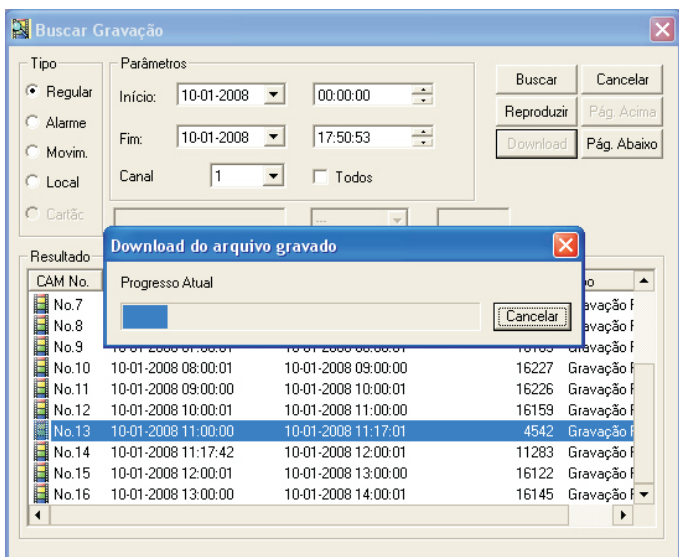 Buscar Gravação
Tipo
Regular
Alarme
Movim.
Local
Cartãc
Parâmetros
Início: 10-01-2008 00:00:00
Fim: 10-01-2008 17:50:53
Canal 1 Todos
Buscar Cancelar
Reproduzir Pág. Acima
Download Pág. Abaixo
---
Download do arquivo gravado
Progresso Atual
Cancelar
Resultado
CAM No.
No.7
No.8
No.9
No.10 10-01-2008 08:00:01 10-01-2008 09:00:00 16227 Gravação F
No.11 10-01-2008 09:00:00 10-01-2008 10:00:01 16226 Gravação F
No.12 10-01-2008 10:00:01 10-01-2008 11:00:00 16159 Gravação F
No.13 10-01-2008 11:00:00 10-01-2008 11:17:01 4542 Gravação F
No.14 10-01-2008 11:17:42 10-01-2008 12:00:01 11283 Gravação F
No.15 10-01-2008 12:00:01 10-01-2008 13:00:00 16122 Gravação F
No.16 10-01-2008 13:00:00 10-01-2008 14:00:01 16145 Gravação F